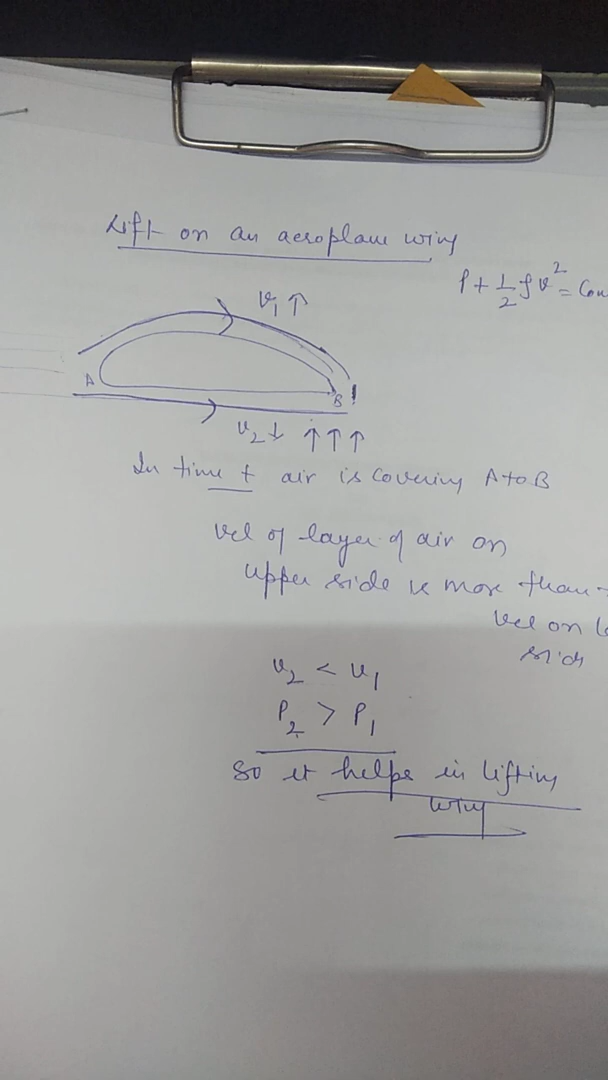 Lift on an aeroplane wing
P + 1/2 ρv² = Con
v₁ ↑
A
B
v₂ ↓ ↑↑↑
In time t air is covering A to B
Vel of layer of air on
upper side is more than
vel on
side
v₂ < v₁
P₂ > P₁
So it helps in lifting
wing